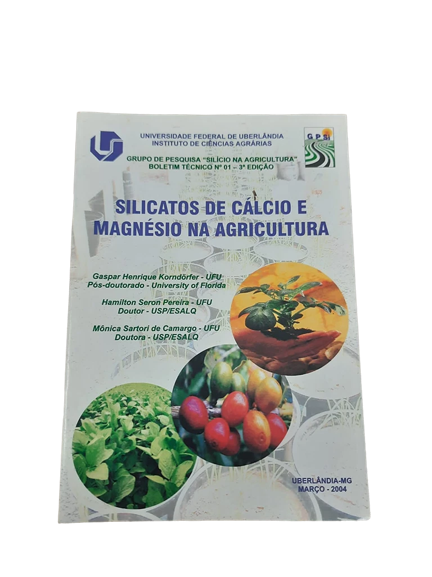 UNIVERSIDADE FEDERAL DE UBERLÂNDIA
INSTITUTO DE CIÊNCIAS AGRÁRIAS
GRUPO DE PESQUISA "SILÍCIO NA AGRICULTURA"
BOLETIM TÉCNICO Nº 01 - 3ª EDIÇÃO
GPSi
SILICATOS DE CÁLCIO E
MAGNÉSIO NA AGRICULTURA
Gaspar Henrique Korndörfer - UFU
Pós-doutorado - University of Florida
Hamilton Seron Pereira - UFU
Doutor - USP/ESALQ
Mônica Sartori de Camargo - UFU
Doutora - USP/ESALQ
UBERLÂNDIA-MG
MARÇO - 2004